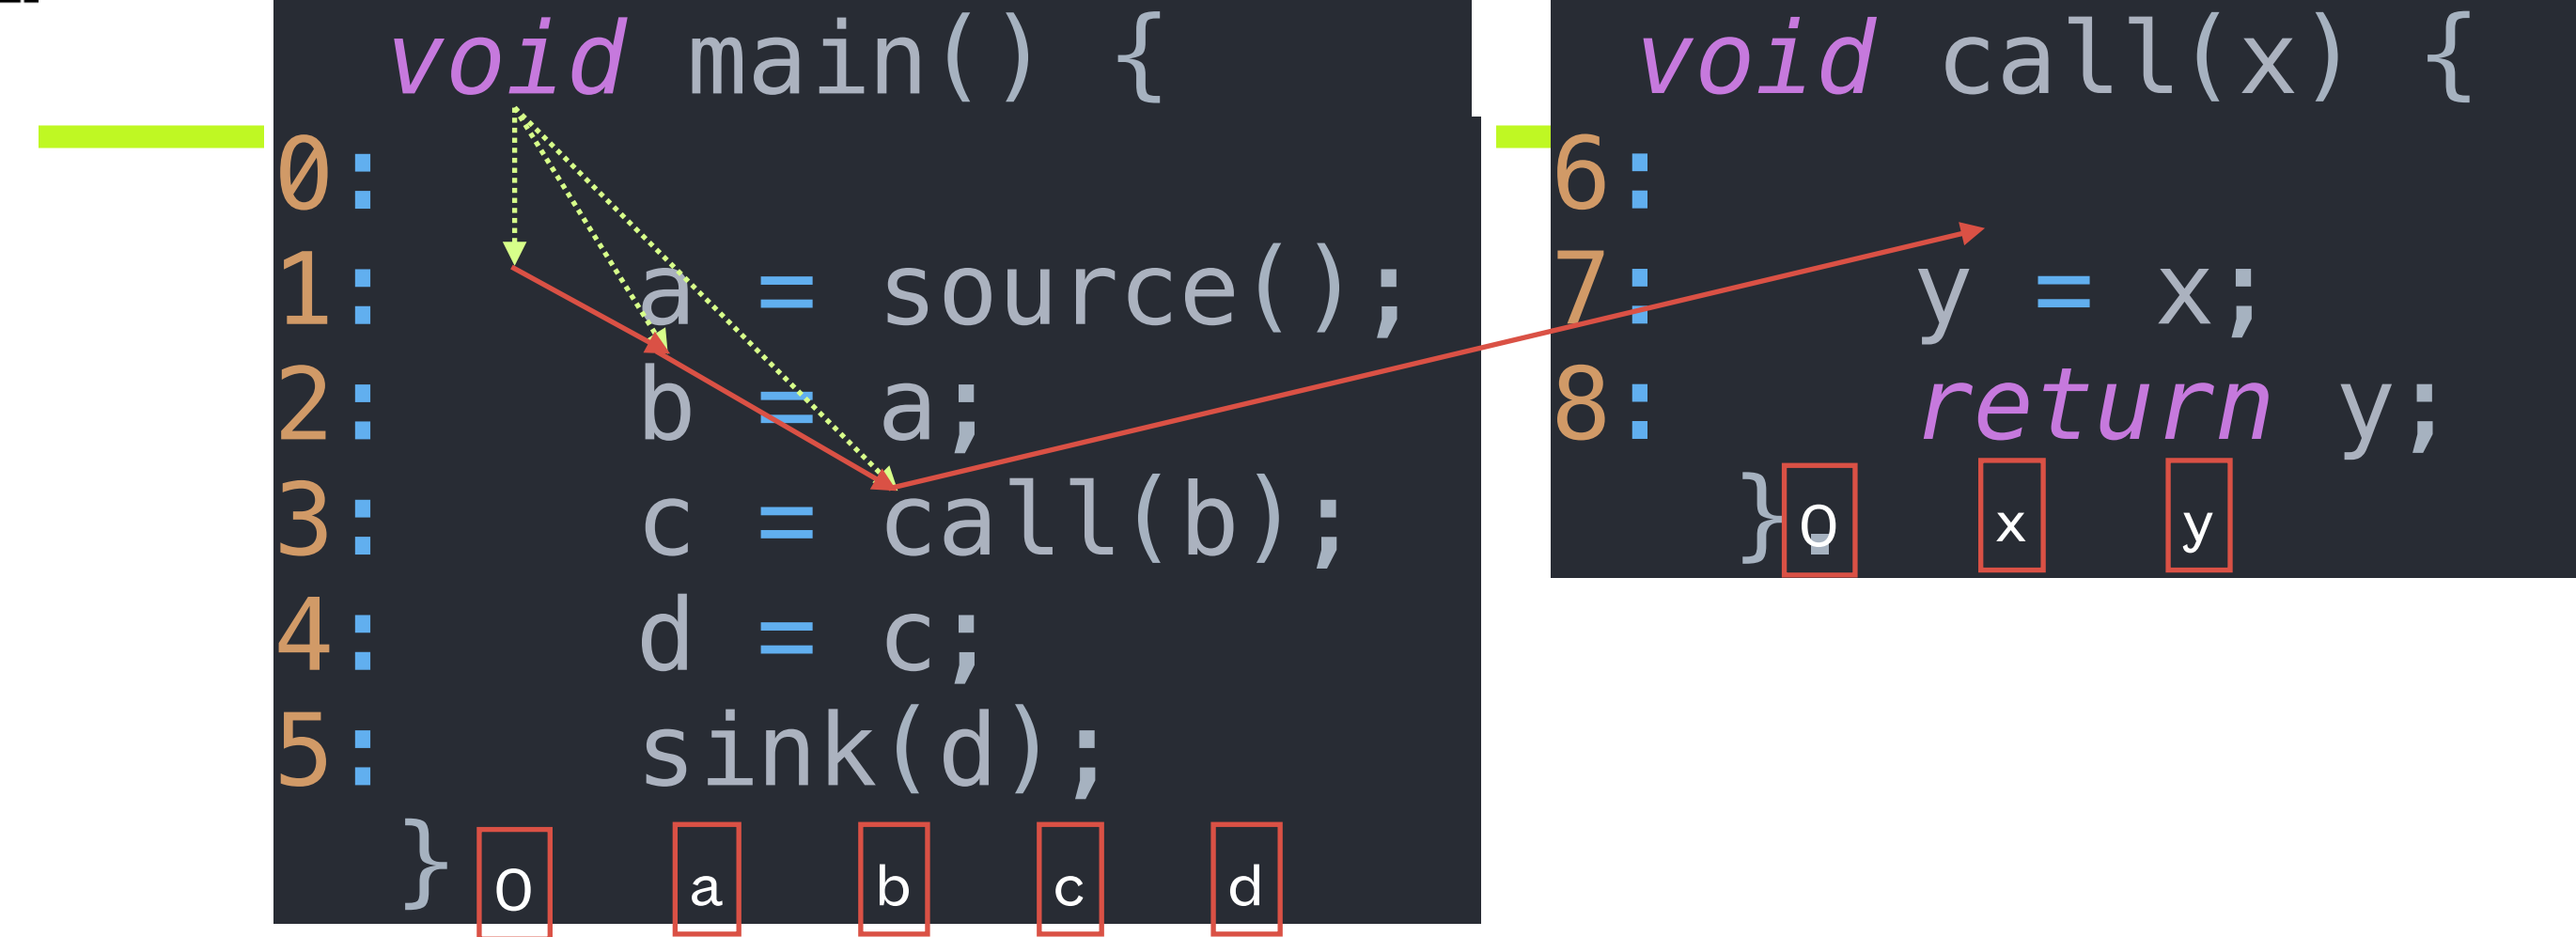 void main() {
0:
1: a = source();
2: b = a;
3: c = call(b);
4: d = c;
5: sink(d);
}
0 a b c d
void call(x) {
6:
7: y = x;
8: return y;
}
0 x y